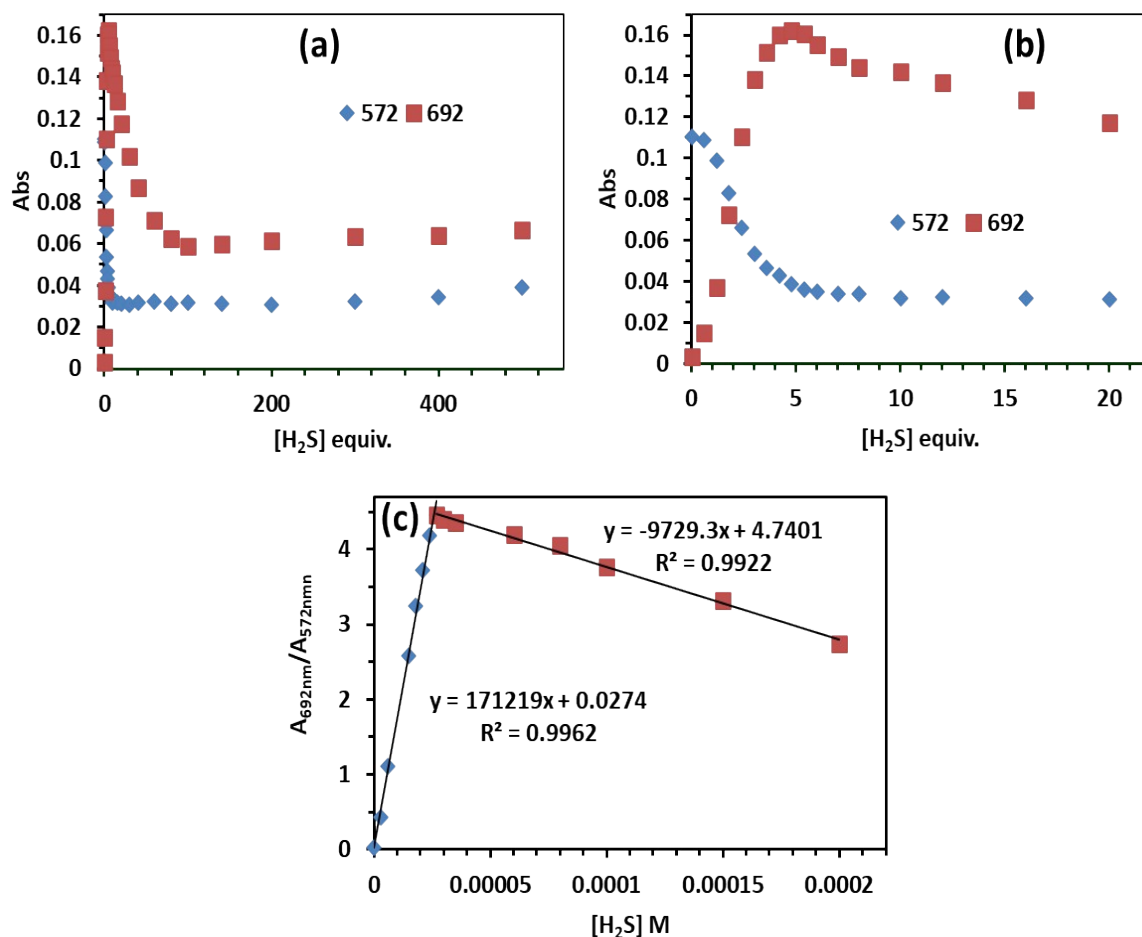 (a)
0.16
0.14
0.12
0.1
0.08
0.06
0.04
0.02
0
Abs
572 692
0 200 400
[H₂S] equiv.
(b)
0.16
0.14
0.12
0.1
0.08
0.06
0.04
0.02
0
Abs
572 692
0 5 10 15 20
[H₂S] equiv.
(c)
4
3
2
1
0
A₆₉₂ₙₘ/A₅₇₂ₙₘₙ
y = -9729.3x + 4.7401
R² = 0.9922
y = 171219x + 0.0274
R² = 0.9962
0 0.00005 0.0001 0.00015 0.0002
[H₂S] M